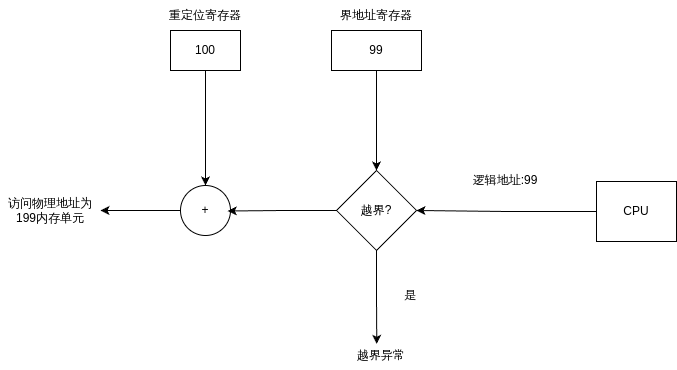 重定位寄存器
界地址寄存器
100
99
逻辑地址:99
访问物理地址为
199内存单元
+
越界?
CPU
是
越界异常